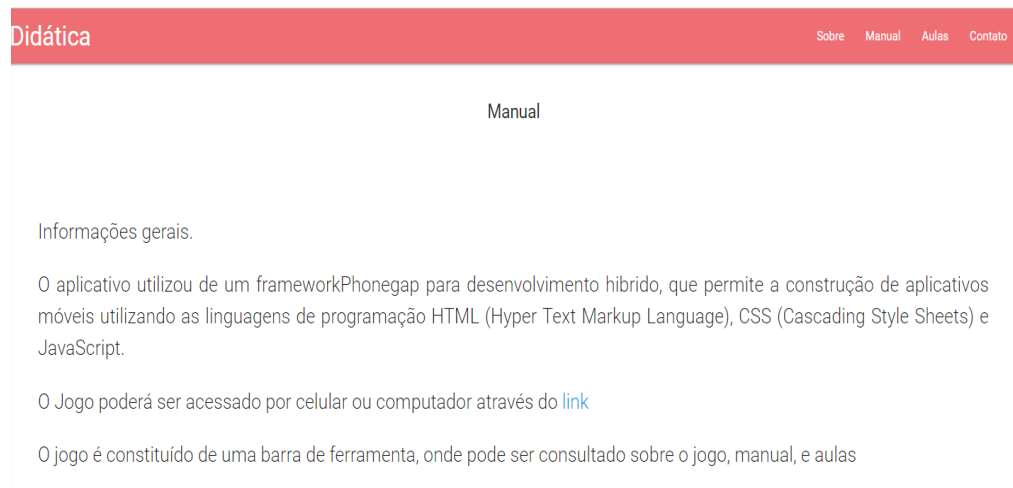 Didática
Sobre Manual Aulas Contato
Manual
Informações gerais.
O aplicativo utilizou de um frameworkPhonegap para desenvolvimento hibrido, que permite a construção de aplicativos
móveis utilizando as linguagens de programação HTML (Hyper Text Markup Language), CSS (Cascading Style Sheets) e
JavaScript.
O Jogo poderá ser acessado por celular ou computador através do link
O jogo é constituído de uma barra de ferramenta, onde pode ser consultado sobre o jogo, manual, e aulas